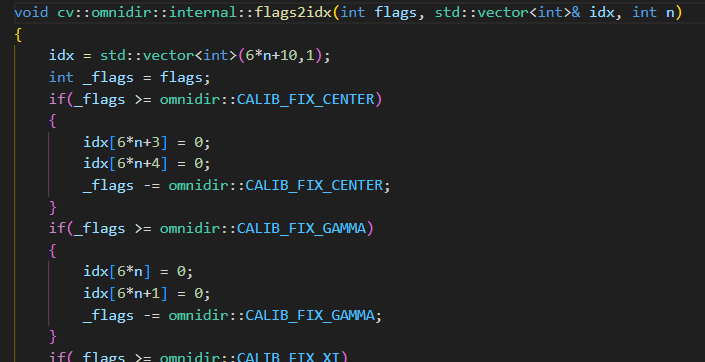 void cv::omnidir::internal::flags2idx(int flags, std::vector<int>& idx, int n)
{
    idx = std::vector<int>(6*n+10,1);
    int _flags = flags;
    if(_flags >= omnidir::CALIB_FIX_CENTER)
    {
        idx[6*n+3] = 0;
        idx[6*n+4] = 0;
        _flags -= omnidir::CALIB_FIX_CENTER;
    }
    if(_flags >= omnidir::CALIB_FIX_GAMMA)
    {
        idx[6*n] = 0;
        idx[6*n+1] = 0;
        _flags -= omnidir::CALIB_FIX_GAMMA;
    }
    if(_flags >= omnidir::CALIB_FIX_XI)